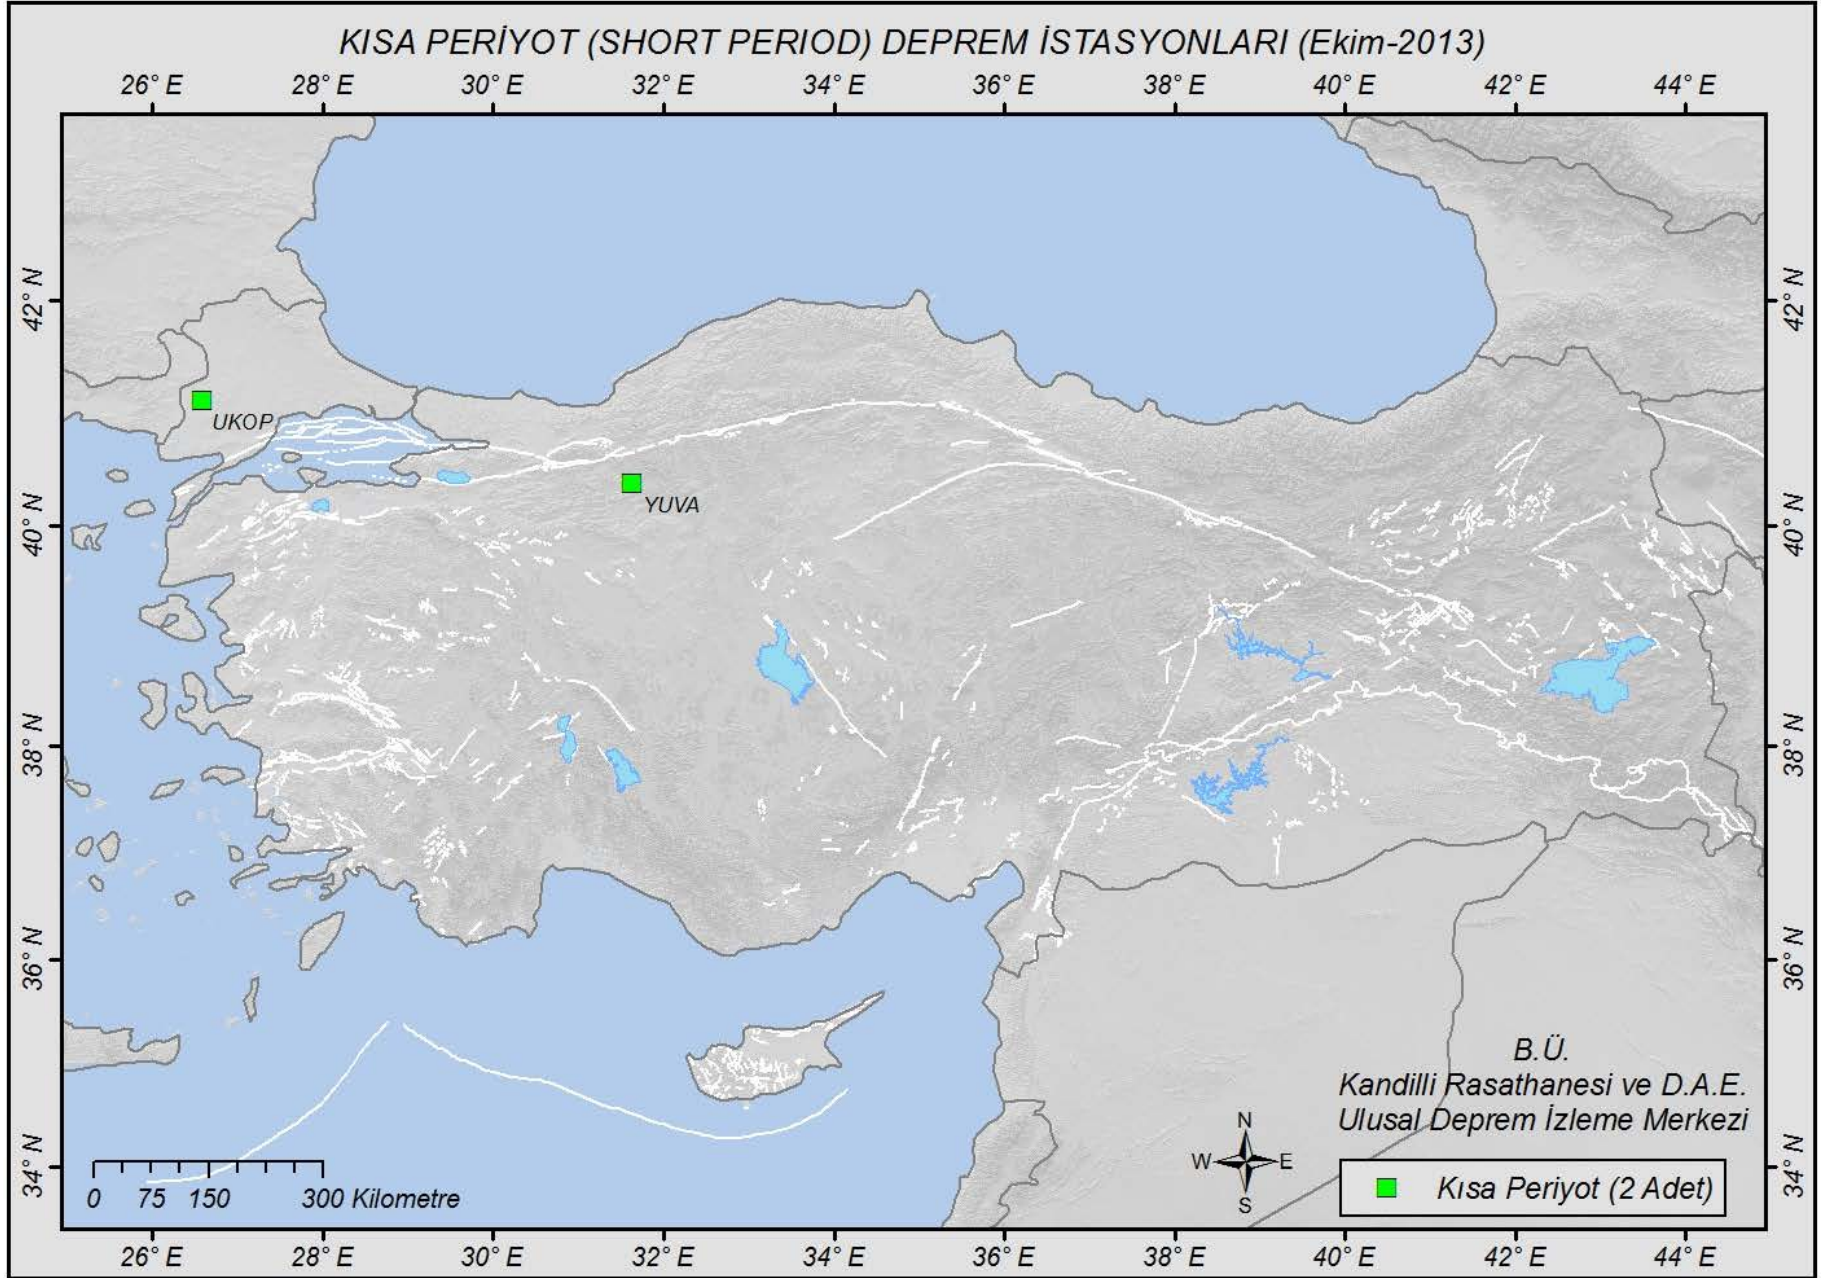 KISA PERİYOT (SHORT PERIOD) DEPREM İSTASYONLARI (Ekim-2013)
26° E 28° E 30° E 32° E 34° E 36° E 38° E 40° E 42° E 44° E
42° N 42° N
UKOP
YUVA
40° N 40° N
38° N 38° N
36° N 36° N
B.Ü.
Kandilli Rasathanesi ve D.A.E.
Ulusal Deprem İzleme Merkezi
N
W E
S
34° N 34° N
0 75 150 300 Kilometre
Kısa Periyot (2 Adet)
26° E 28° E 30° E 32° E 34° E 36° E 38° E 40° E 42° E 44° E